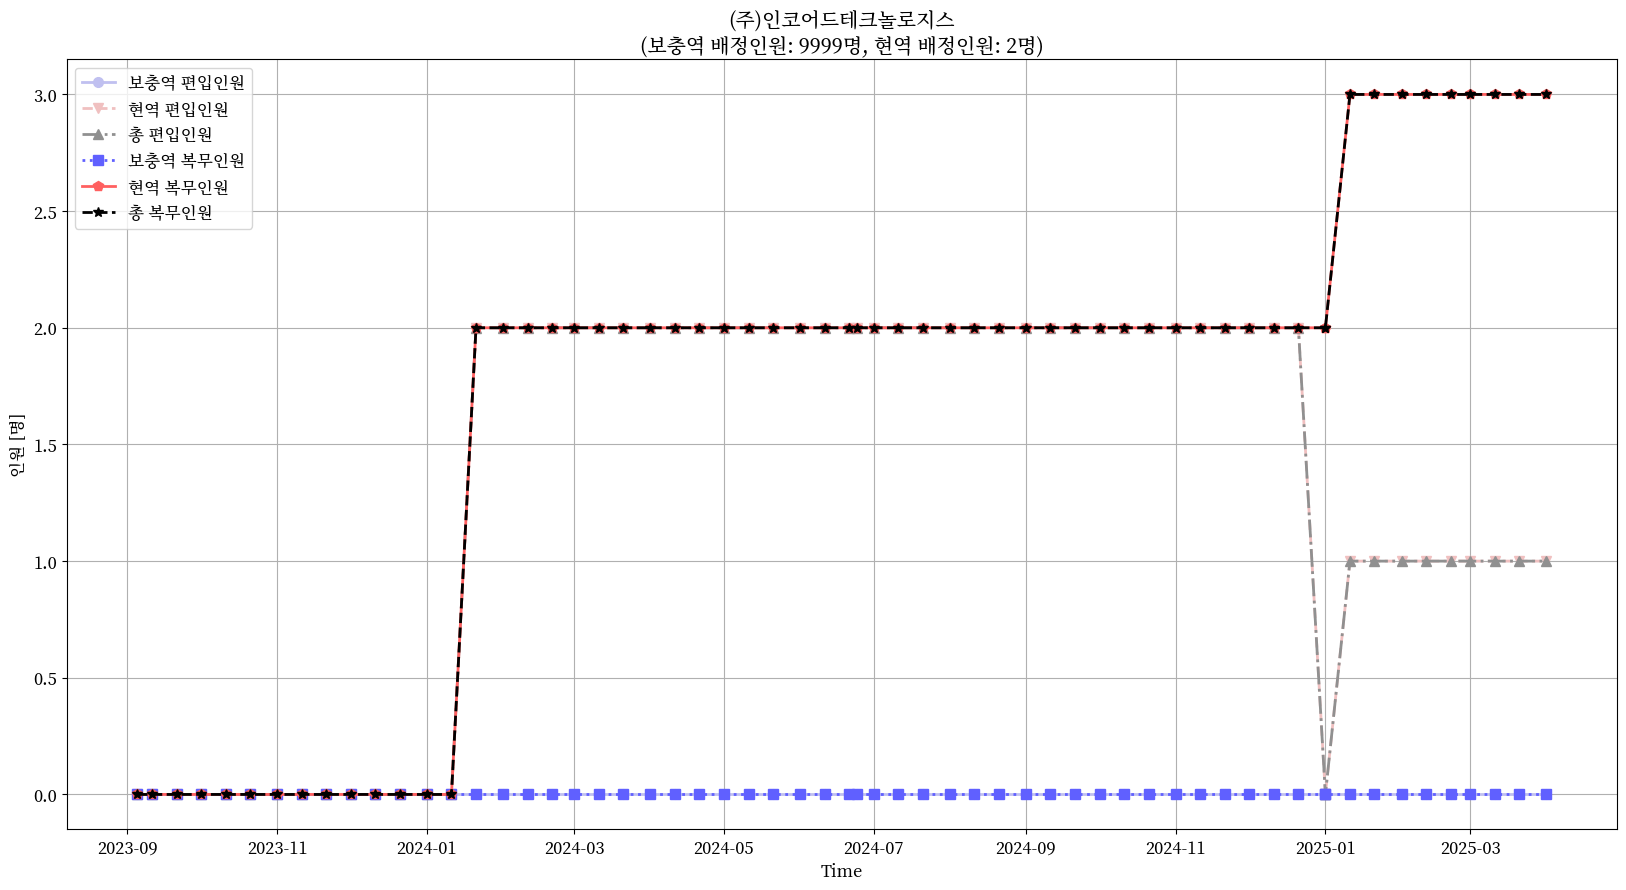 (주)인코어드테크놀로지스
(보충역 배정인원: 9999명, 현역 배정인원: 2명)
보충역 편입인원
현역 편입인원
총 편입인원
보충역 복무인원
현역 복무인원
총 복무인원
3.0
2.5
2.0
1.5
1.0
0.5
0.0
인원 [명]
2023-09
2023-11
2024-01
2024-03
2024-05
2024-07
2024-09
2024-11
2025-01
2025-03
Time